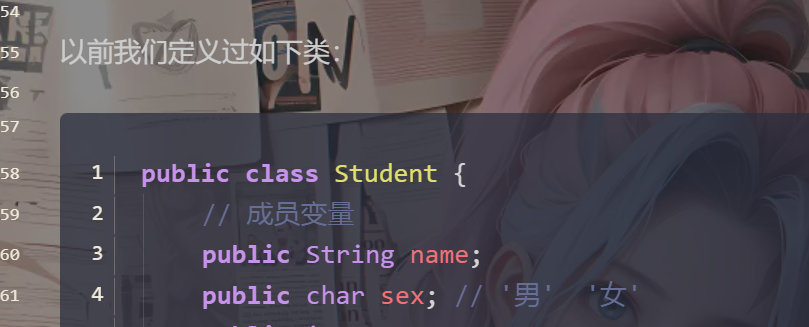 54
55 以前我们定义过如下类：
56
57
58 1 public class Student {
59 2 // 成员变量
60 3 public String name;
61 4 public char sex; // '男' '女'